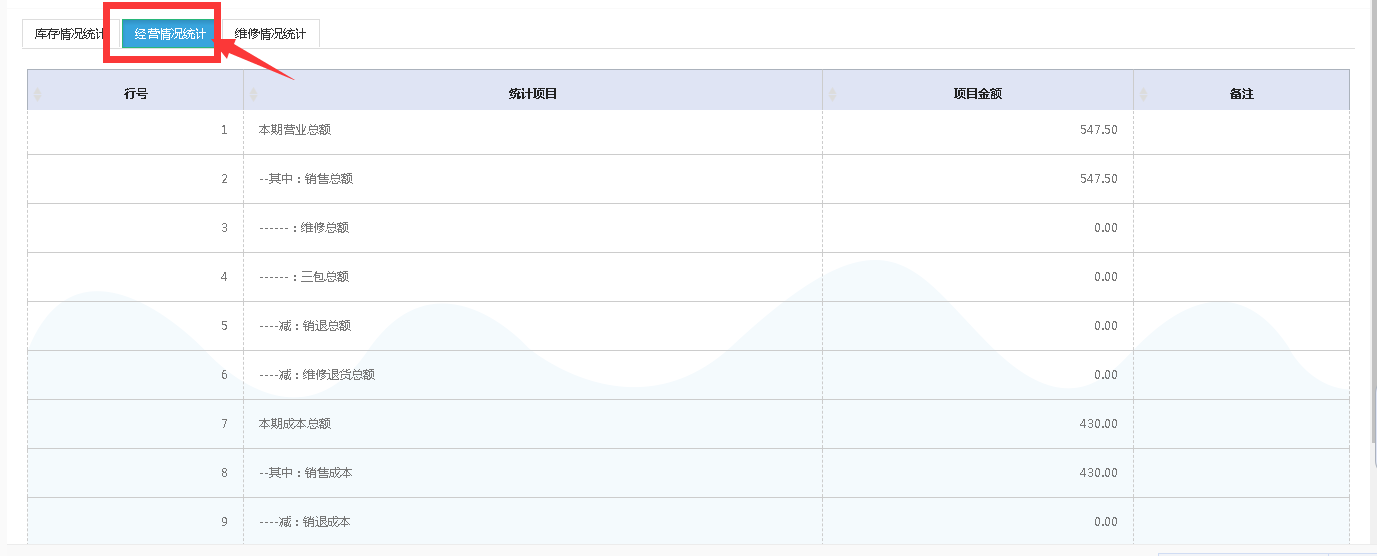 库存情况统计 经营情况统计 维修情况统计
行号 统计项目 项目金额 备注
1 本期营业总额 547.50
2 --其中：销售总额 547.50
3 ------：维修总额 0.00
4 ------：三包总额 0.00
5 ----减：销退总额 0.00
6 ----减：维修退货总额 0.00
7 本期成本总额 430.00
8 --其中：销售成本 430.00
9 ----减：销退成本 0.00